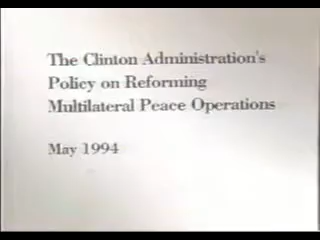 The Clinton Administration's
Policy on Reforming
Multilateral Peace Operations
May 1994